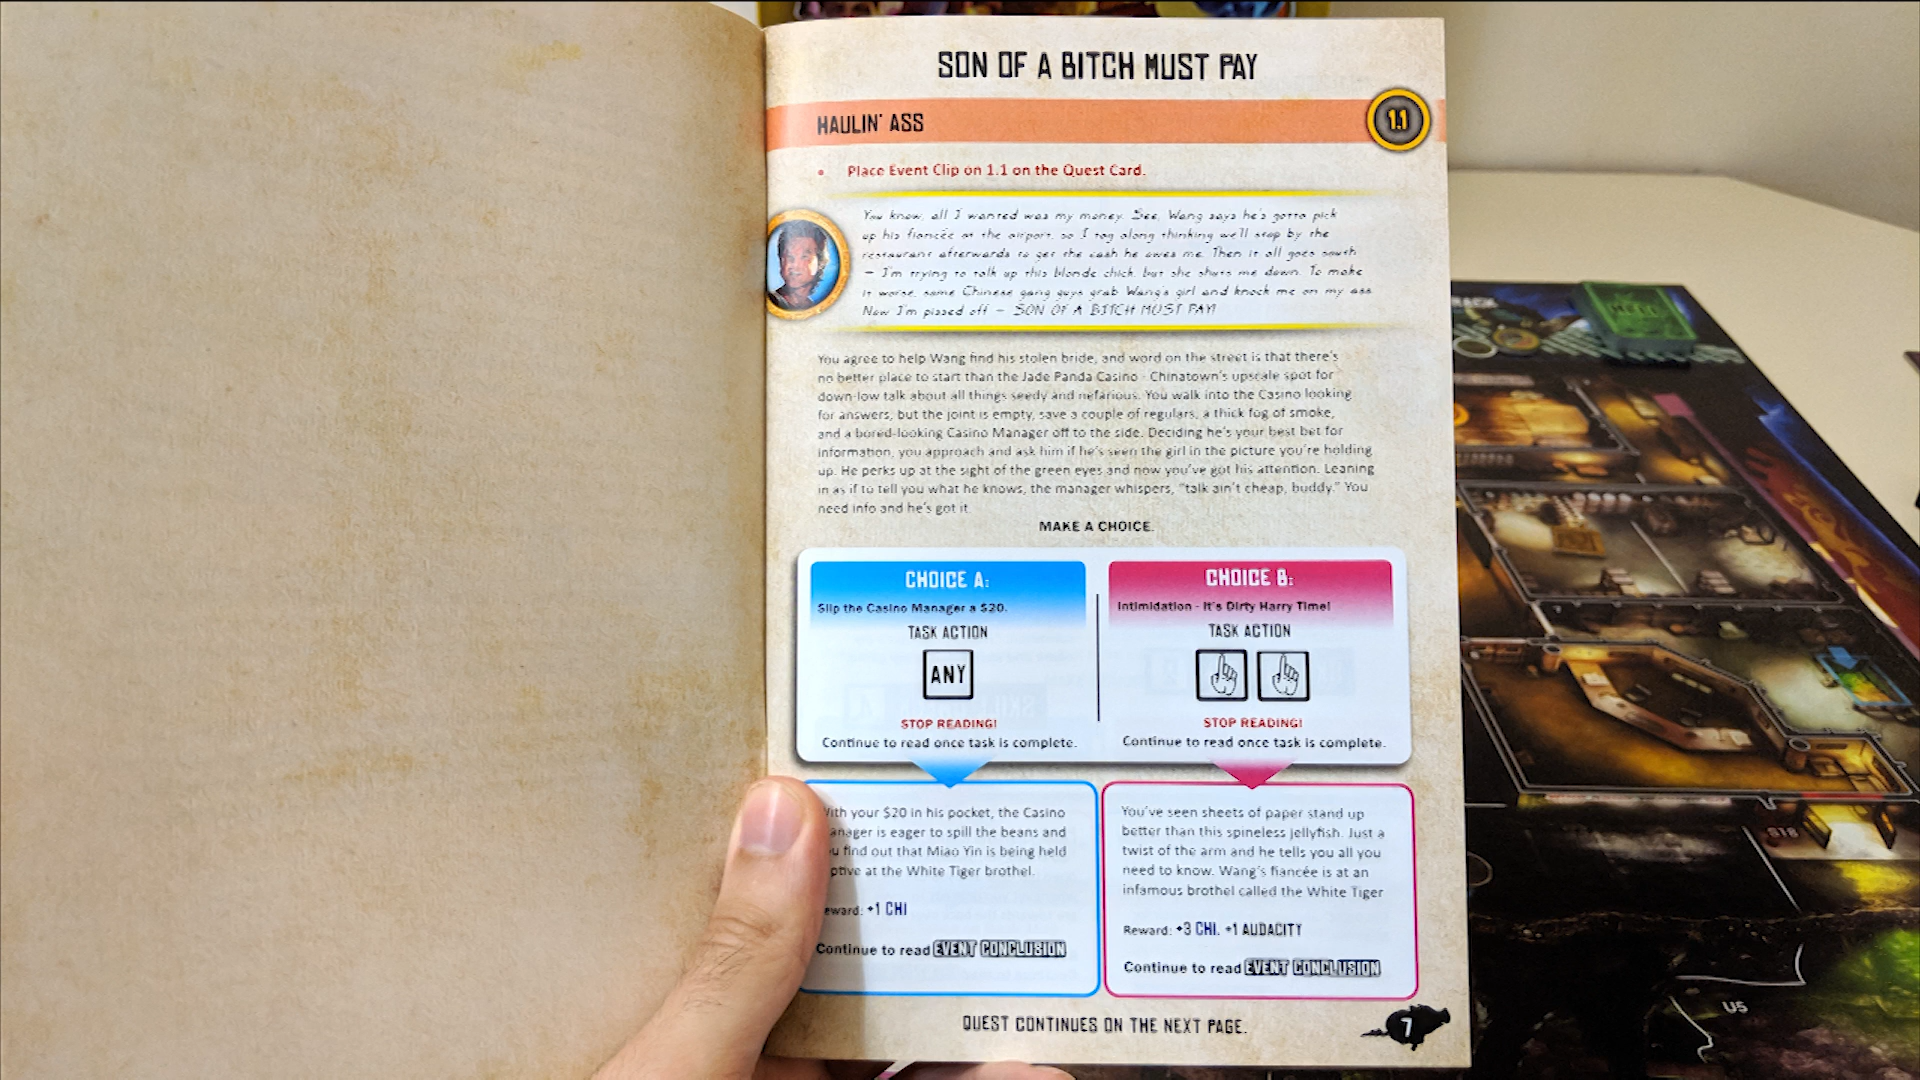 SON OF A BITCH MUST PAY
HAULIN' ASS
1.1
• Place Event Clip on 1.1 on the Quest Card.
You know, all I wanted was my money. See, Wang says he's gotta pick
up his fiancée at the airport, so I tag along thinking we'll stop by the
restaurant afterwards to get the cash he owes me. Then it all goes south
– I'm trying to talk up this blonde chick but she shuts me down. To make
it worse, some Chinese gang guys grab Wang's girl and knock me on my ass.
Now I'm pissed off – SON OF A BITCH MUST PAY!
You agree to help Wang find his stolen bride, and word on the street is that there's
no better place to start than the Jade Panda Casino - Chinatown's upscale spot for
down-low talk about all things seedy and nefarious. You walk into the Casino looking
for answers, but the joint is empty, save a couple of regulars, a thick fog of smoke,
and a bored-looking Casino Manager off to the side. Deciding he's your best bet for
information, you approach and ask him if he's seen the girl in the picture you're holding
up. He perks up at the sight of the green eyes and now you've got his attention. Leaning
in as if to tell you what he knows, the manager whispers, "talk ain't cheap, buddy." You
need info and he's got it.
MAKE A CHOICE.
CHOICE A:
Slip the Casino Manager a $20.
TASK ACTION
ANY
STOP READING!
Continue to read once task is complete.
CHOICE B:
Intimidation - It's Dirty Harry Time!
TASK ACTION
STOP READING!
Continue to read once task is complete.
ith your $20 in his pocket, the Casino
anager is eager to spill the beans and
u find out that Miao Yin is being held
ptive at the White Tiger brothel.
eward: +1 CHI
Continue to read EVENT CONCLUSION
You've seen sheets of paper stand up
better than this spineless jellyfish. Just a
twist of the arm and he tells you all you
need to know. Wang's fiancée is at an
infamous brothel called the White Tiger
Reward: +3 CHI, +1 AUDACITY
Continue to read EVENT CONCLUSION
QUEST CONTINUES ON THE NEXT PAGE.
7
S18
U5